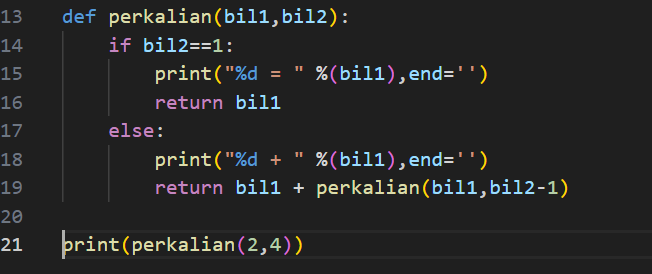 13 def perkalian(bil1,bil2):
14     if bil2==1:
15         print("%d = " %(bil1),end='')
16         return bil1
17     else:
18         print("%d + " %(bil1),end='')
19         return bil1 + perkalian(bil1,bil2-1)
20
21 print(perkalian(2,4))